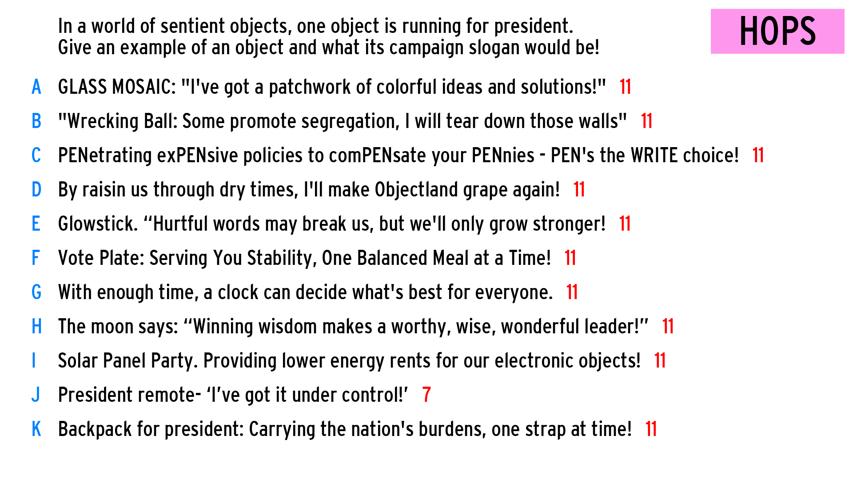 In a world of sentient objects, one object is running for president.
Give an example of an object and what its campaign slogan would be!
HOPS
A GLASS MOSAIC: "I've got a patchwork of colorful ideas and solutions!" 11
B "Wrecking Ball: Some promote segregation, I will tear down those walls" 11
C PENetrating exPENsive policies to comPENsate your PENnies - PEN's the WRITE choice! 11
D By raisin us through dry times, I'll make Objectland grape again! 11
E Glowstick. “Hurtful words may break us, but we'll only grow stronger! 11
F Vote Plate: Serving You Stability, One Balanced Meal at a Time! 11
G With enough time, a clock can decide what's best for everyone. 11
H The moon says: “Winning wisdom makes a worthy, wise, wonderful leader!” 11
I Solar Panel Party. Providing lower energy rents for our electronic objects! 11
J President remote- ‘I’ve got it under control!’ 7
K Backpack for president: Carrying the nation's burdens, one strap at time! 11